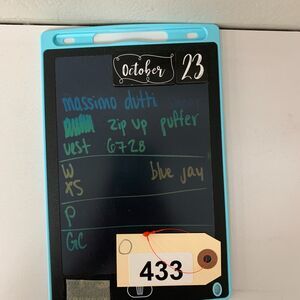 October 23
massimo dutti
zip up puffer
vest 6728
W
XS blue jay
P
GC
433